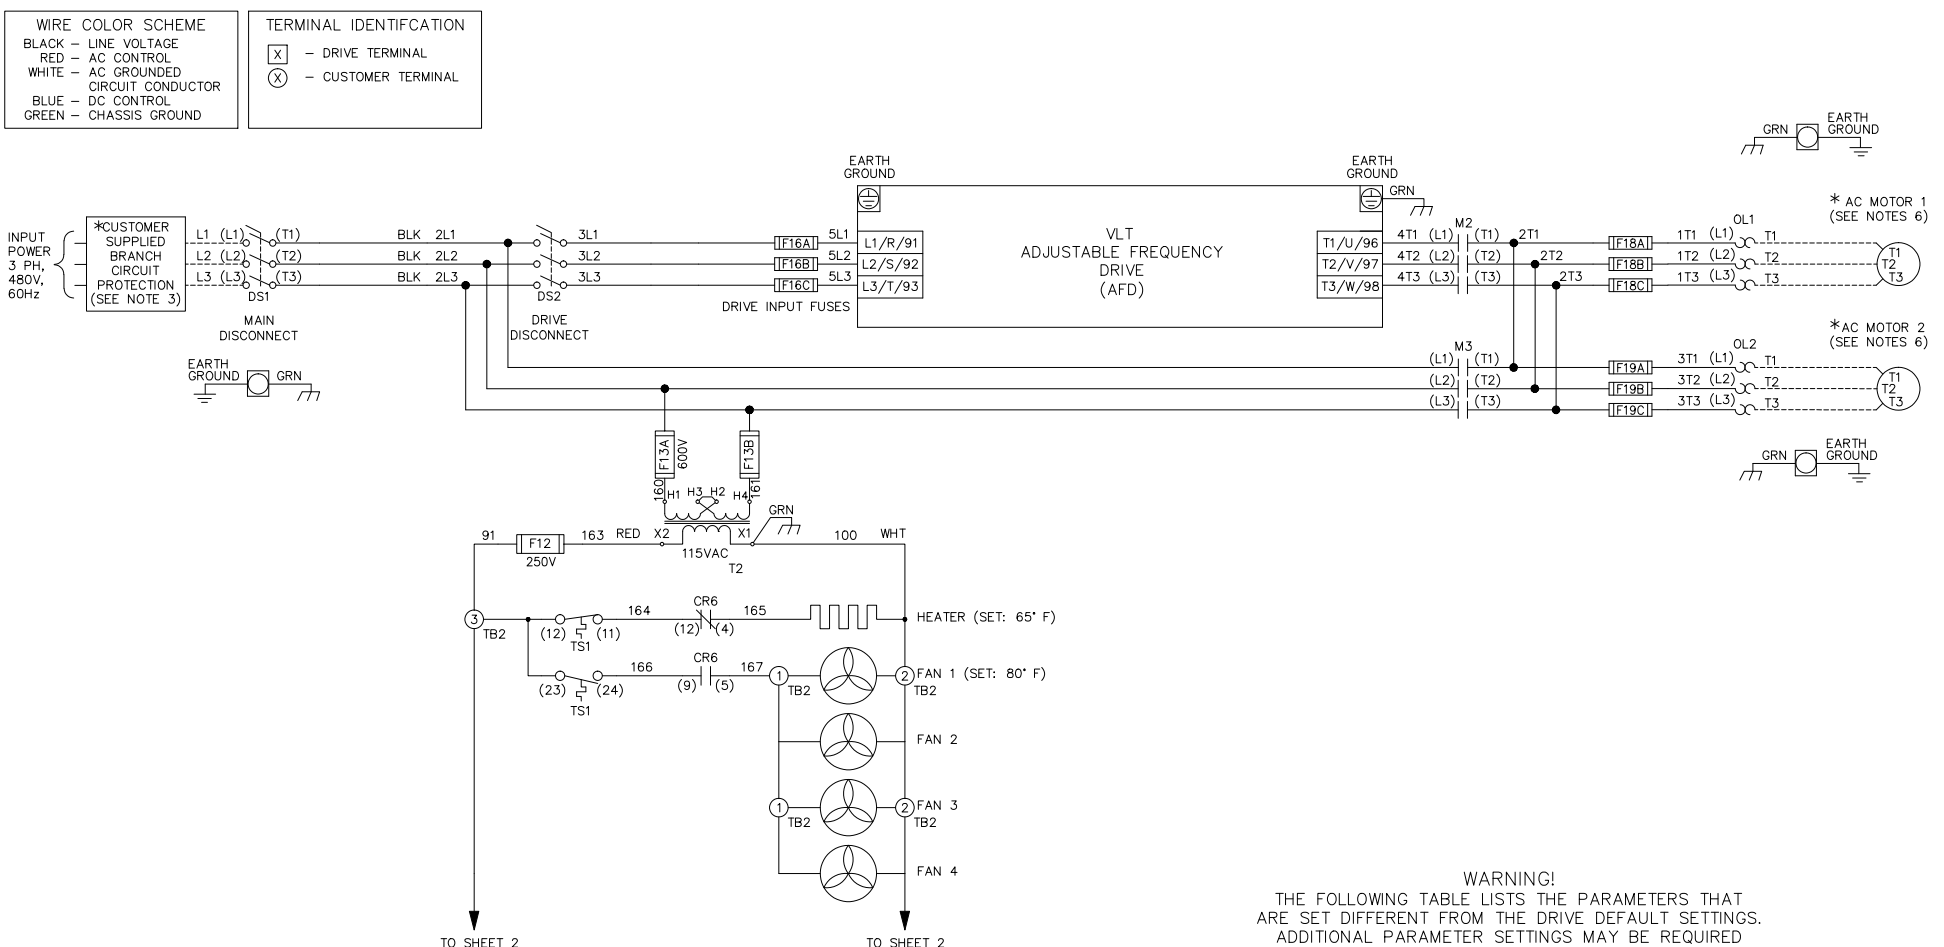 WIRE COLOR SCHEME
BLACK – LINE VOLTAGE
RED – AC CONTROL
WHITE – AC GROUNDED
CIRCUIT CONDUCTOR
BLUE – DC CONTROL
GREEN – CHASSIS GROUND
TERMINAL IDENTIFCATION
X – DRIVE TERMINAL
X – CUSTOMER TERMINAL
GRN
EARTH
GROUND
INPUT
POWER
3 PH,
480V,
60Hz
*CUSTOMER
SUPPLIED
BRANCH
CIRCUIT
PROTECTION
(SEE NOTE 3)
L1 (L1) (T1) BLK 2L1 3L1 F16A 5L1 L1/R/91
L2 (L2) (T2) BLK 2L2 3L2 F16B 5L2 L2/S/92
L3 (L3) (T3) BLK 2L3 3L3 F16C 5L3 L3/T/93
DS1
MAIN
DISCONNECT
DS2
DRIVE
DISCONNECT
DRIVE INPUT FUSES
EARTH
GROUND
GRN
EARTH
GROUND
VLT
ADJUSTABLE FREQUENCY
DRIVE
(AFD)
EARTH
GROUND
GRN
M2
OL1
* AC MOTOR 1
(SEE NOTES 6)
T1/U/96 4T1 (L1) (T1) 2T1 F18A 1T1 (L1) T1 T1
T2/V/97 4T2 (L2) (T2) 2T2 F18B 1T2 (L2) T2 T2
T3/W/98 4T3 (L3) (T3) 2T3 F18C 1T3 (L3) T3 T3
M3
OL2
*AC MOTOR 2
(SEE NOTES 6)
(L1) (T1) F19A 3T1 (L1) T1 T1
(L2) (T2) F19B 3T2 (L2) T2 T2
(L3) (T3) F19C 3T3 (L3) T3 T3
GRN
EARTH
GROUND
F13A
600V
F13B
160
161
H1 H3 H2 H4
GRN
91 F12 163 RED X2 X1 100 WHT
250V
115VAC
T2
3
TB2
(12) (11)
TS1
164
CR6
(12) (4)
165
HEATER (SET: 65° F)
(23) (24)
TS1
166
CR6
(9) (5)
167
1
TB2
2
TB2
FAN 1 (SET: 80° F)
FAN 2
1
TB2
2
TB2
FAN 3
FAN 4
TO SHEET 2
TO SHEET 2
WARNING!
THE FOLLOWING TABLE LISTS THE PARAMETERS THAT
ARE SET DIFFERENT FROM THE DRIVE DEFAULT SETTINGS.
ADDITIONAL PARAMETER SETTINGS MAY BE REQUIRED